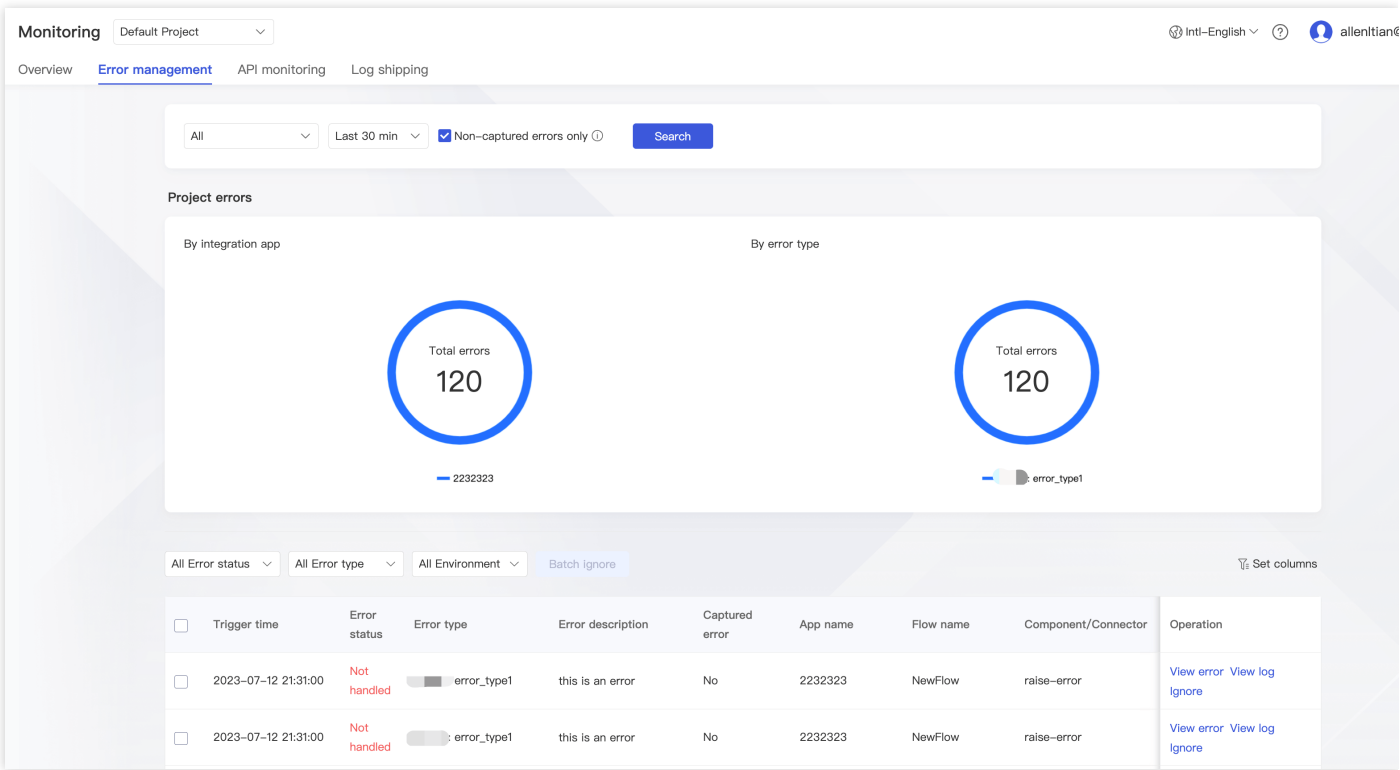 Monitoring Default Project Intl-English ? allenltian@
Overview Error management API monitoring Log shipping
All Last 30 min Non-captured errors only Search
Project errors
By integration app By error type
Total errors Total errors
120 120
2232323 : error_type1
All Error status All Error type All Environment Batch ignore Set columns
Trigger time Error status Error type Error description Captured error App name Flow name Component/Connector Operation
2023-07-12 21:31:00 Not handled error_type1 this is an error No 2232323 NewFlow raise-error View error View log Ignore
2023-07-12 21:31:00 Not handled : error_type1 this is an error No 2232323 NewFlow raise-error View error View log Ignore